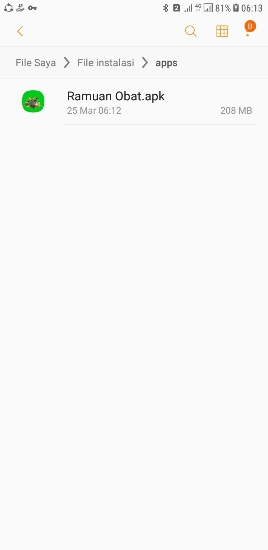 81% 06:13
0
File Saya > File instalasi > apps
Ramuan Obat.apk
25 Mar 06:12 208 MB